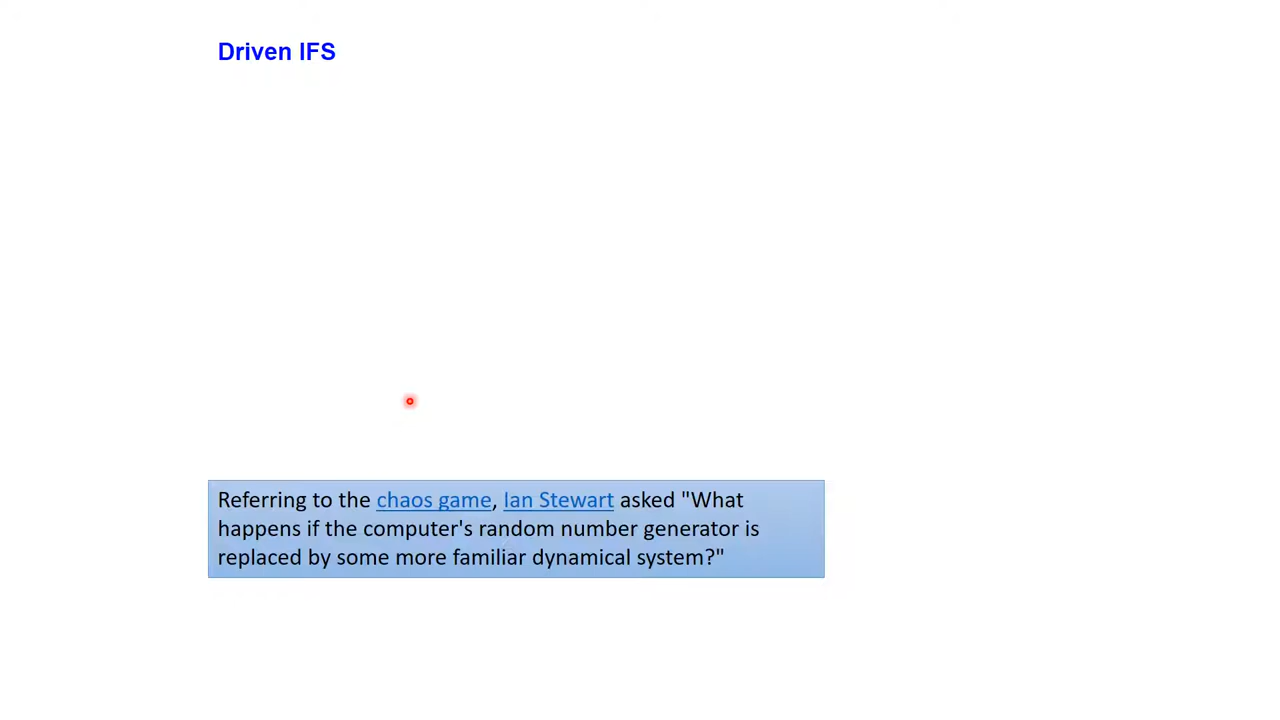 Driven IFS
Referring to the chaos game, Ian Stewart asked "What
happens if the computer's random number generator is
replaced by some more familiar dynamical system?"